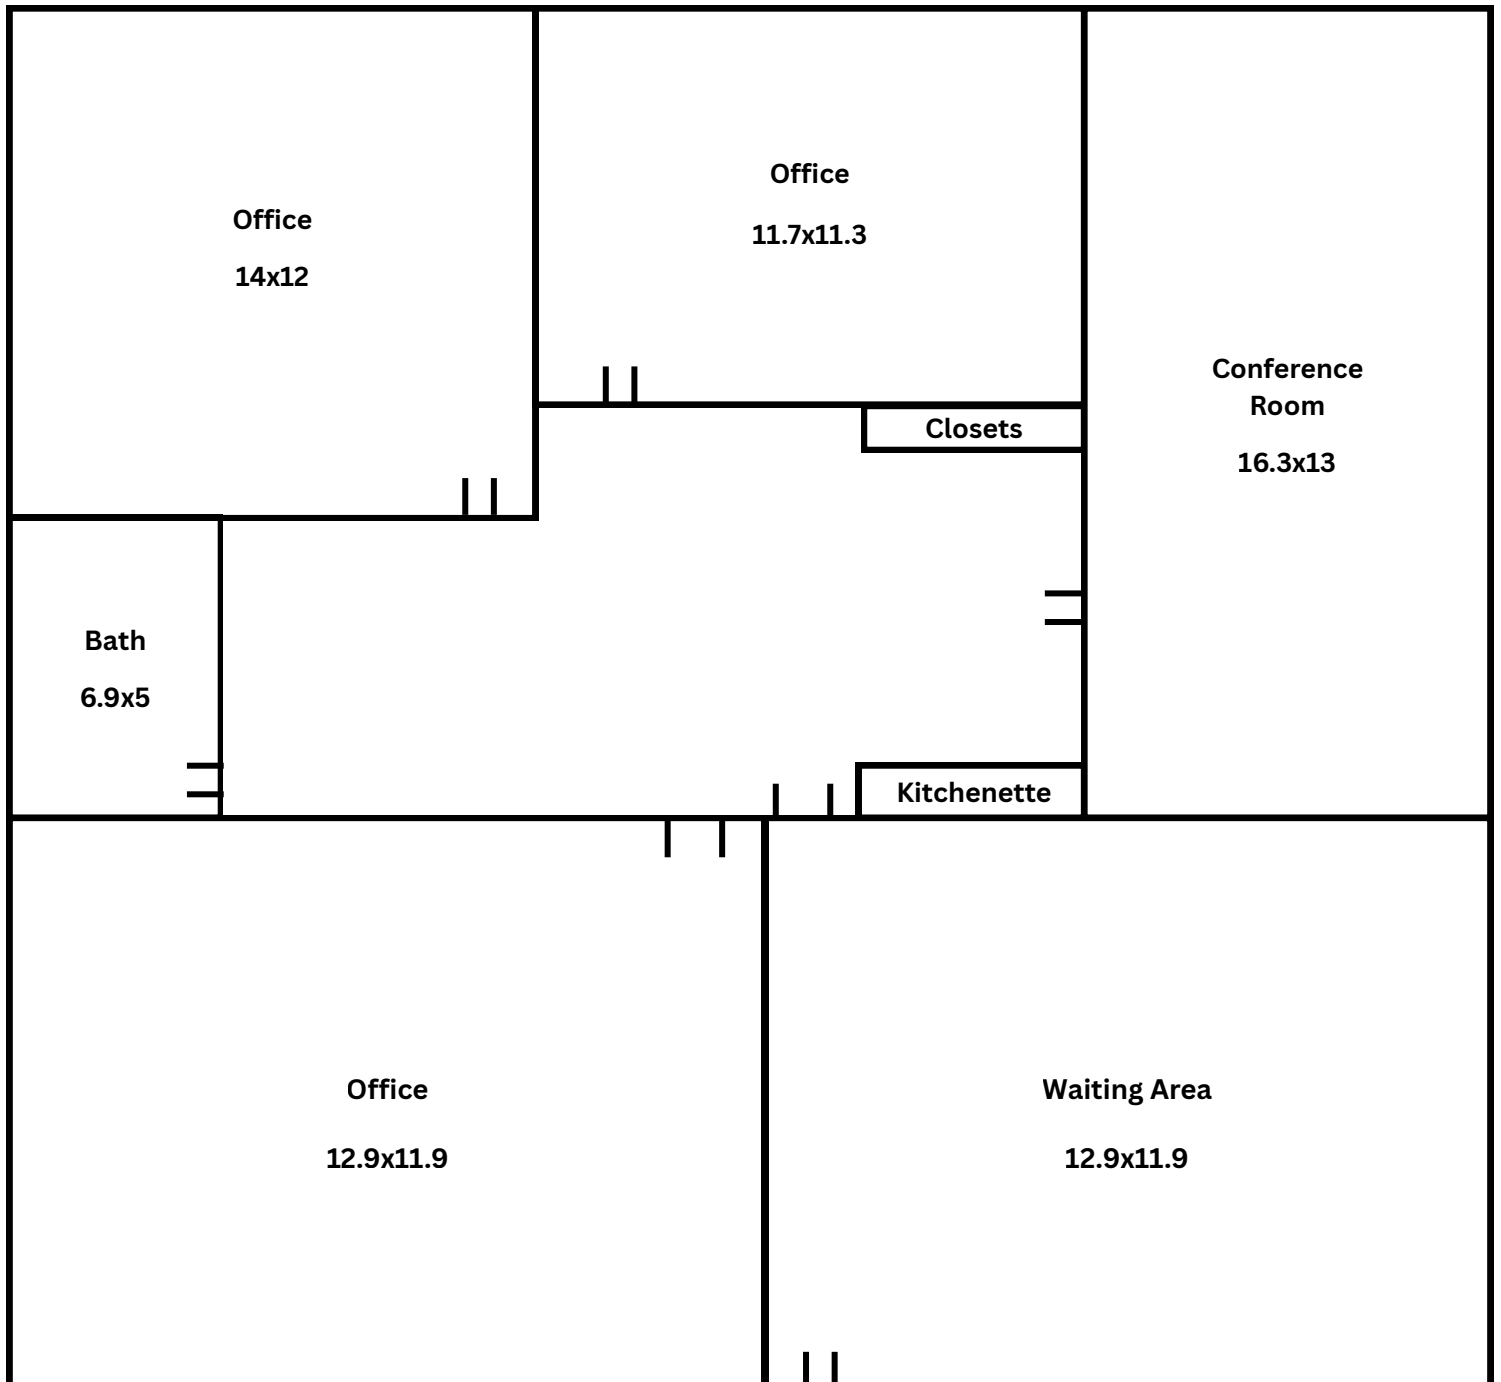 Office
14x12
Office
11.7x11.3
Conference
Room
16.3x13
Closets
Bath
6.9x5
Kitchenette
Office
12.9x11.9
Waiting Area
12.9x11.9